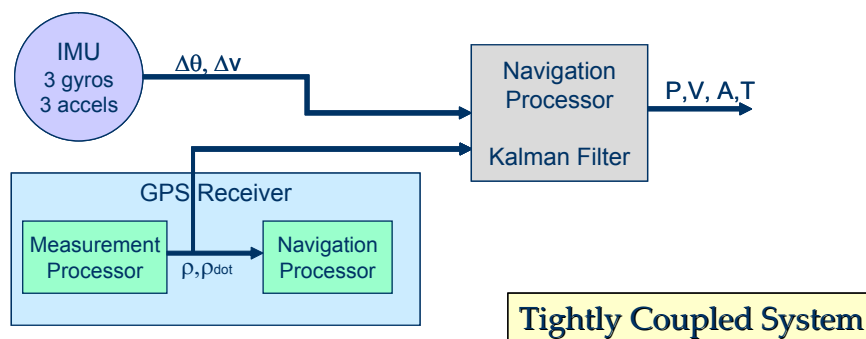 IMU
3 gyros
3 accels
Δθ, Δv
Navigation
Processor
Kalman Filter
P,V, A,T
GPS Receiver
Measurement
Processor
ρ,ρdot
Navigation
Processor
Tightly Coupled System